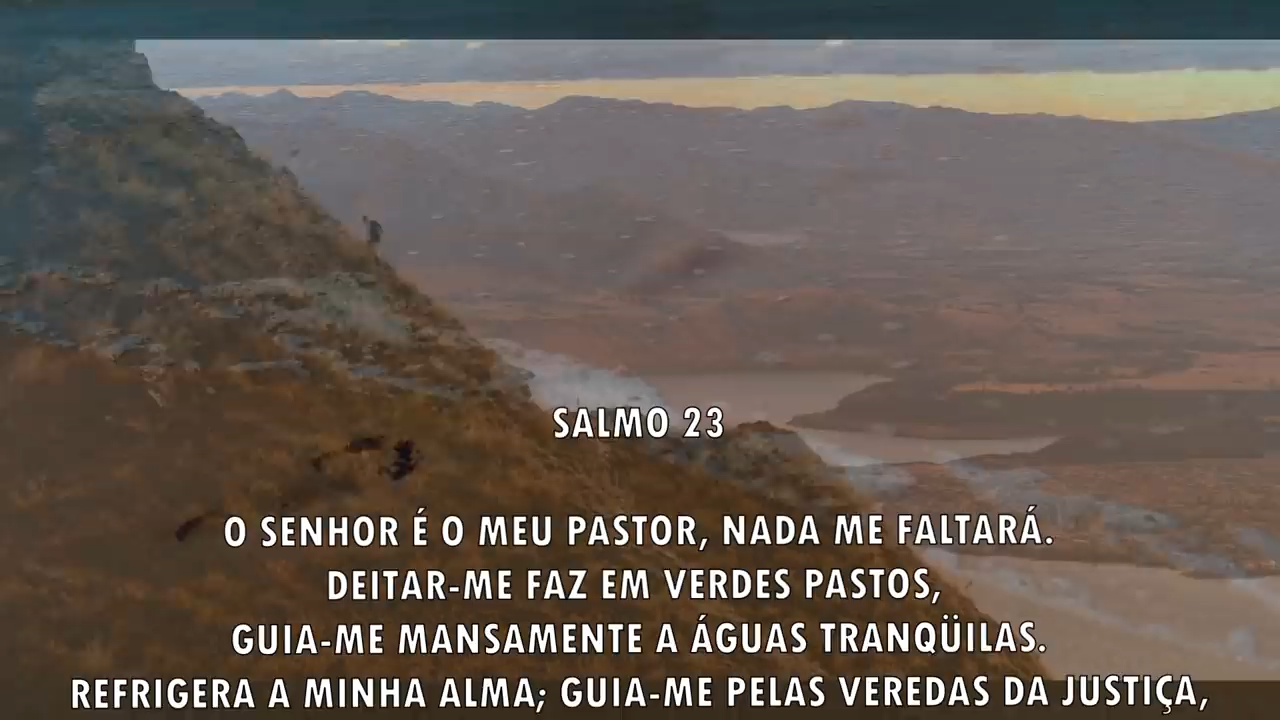 SALMO 23
O SENHOR É O MEU PASTOR, NADA ME FALTARÁ.
DEITAR-ME FAZ EM VERDES PASTOS,
GUIA-ME MANSAMENTE A ÁGUAS TRANQÜILAS.
REFRIGERA A MINHA ALMA; GUIA-ME PELAS VEREDAS DA JUSTIÇA,